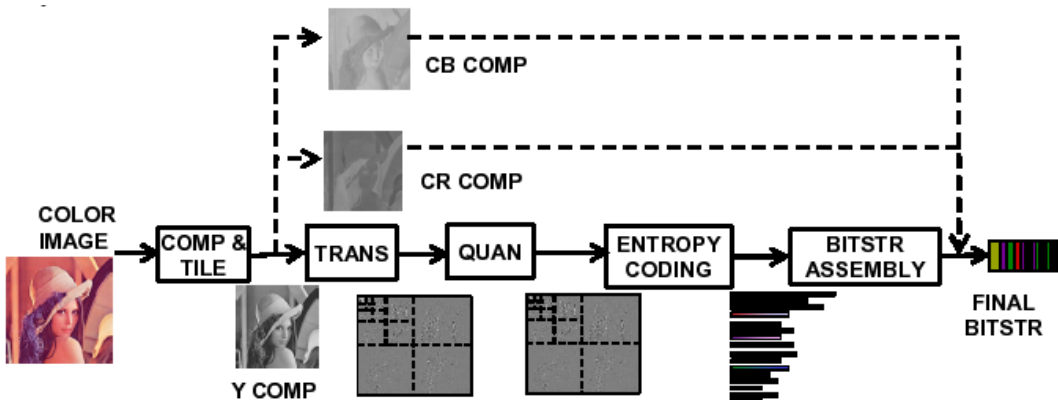 CB COMP
CR COMP
COLOR
IMAGE
COMP &
TILE
TRANS
QUAN
ENTROPY
CODING
BITSTR
ASSEMBLY
FINAL
BITSTR
Y COMP